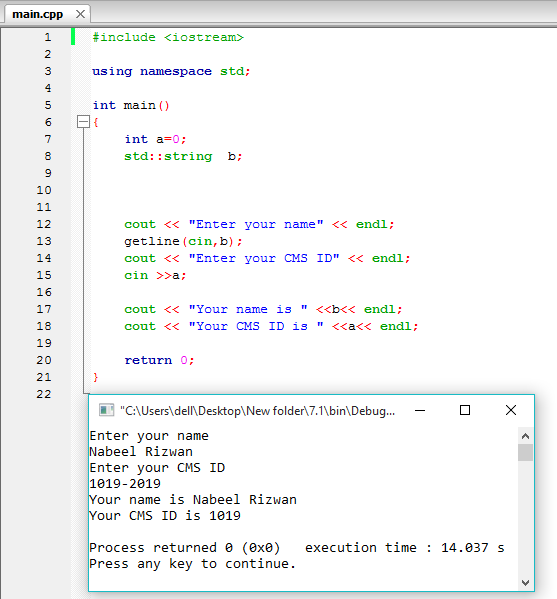 main.cpp
1 #include <iostream>
2
3 using namespace std;
4
5 int main()
6 {
7 int a=0;
8 std::string  b;
9
10
11
12 cout << "Enter your name" << endl;
13 getline(cin,b);
14 cout << "Enter your CMS ID" << endl;
15 cin >>a;
16
17 cout << "Your name is " <<b<< endl;
18 cout << "Your CMS ID is " <<a<< endl;
19
20 return 0;
21 }
22
"C:\Users\dell\Desktop\New folder\7.1\bin\Debug...
Enter your name
Nabeel Rizwan
Enter your CMS ID
1019-2019
Your name is Nabeel Rizwan
Your CMS ID is 1019
Process returned 0 (0x0)   execution time : 14.037 s
Press any key to continue.